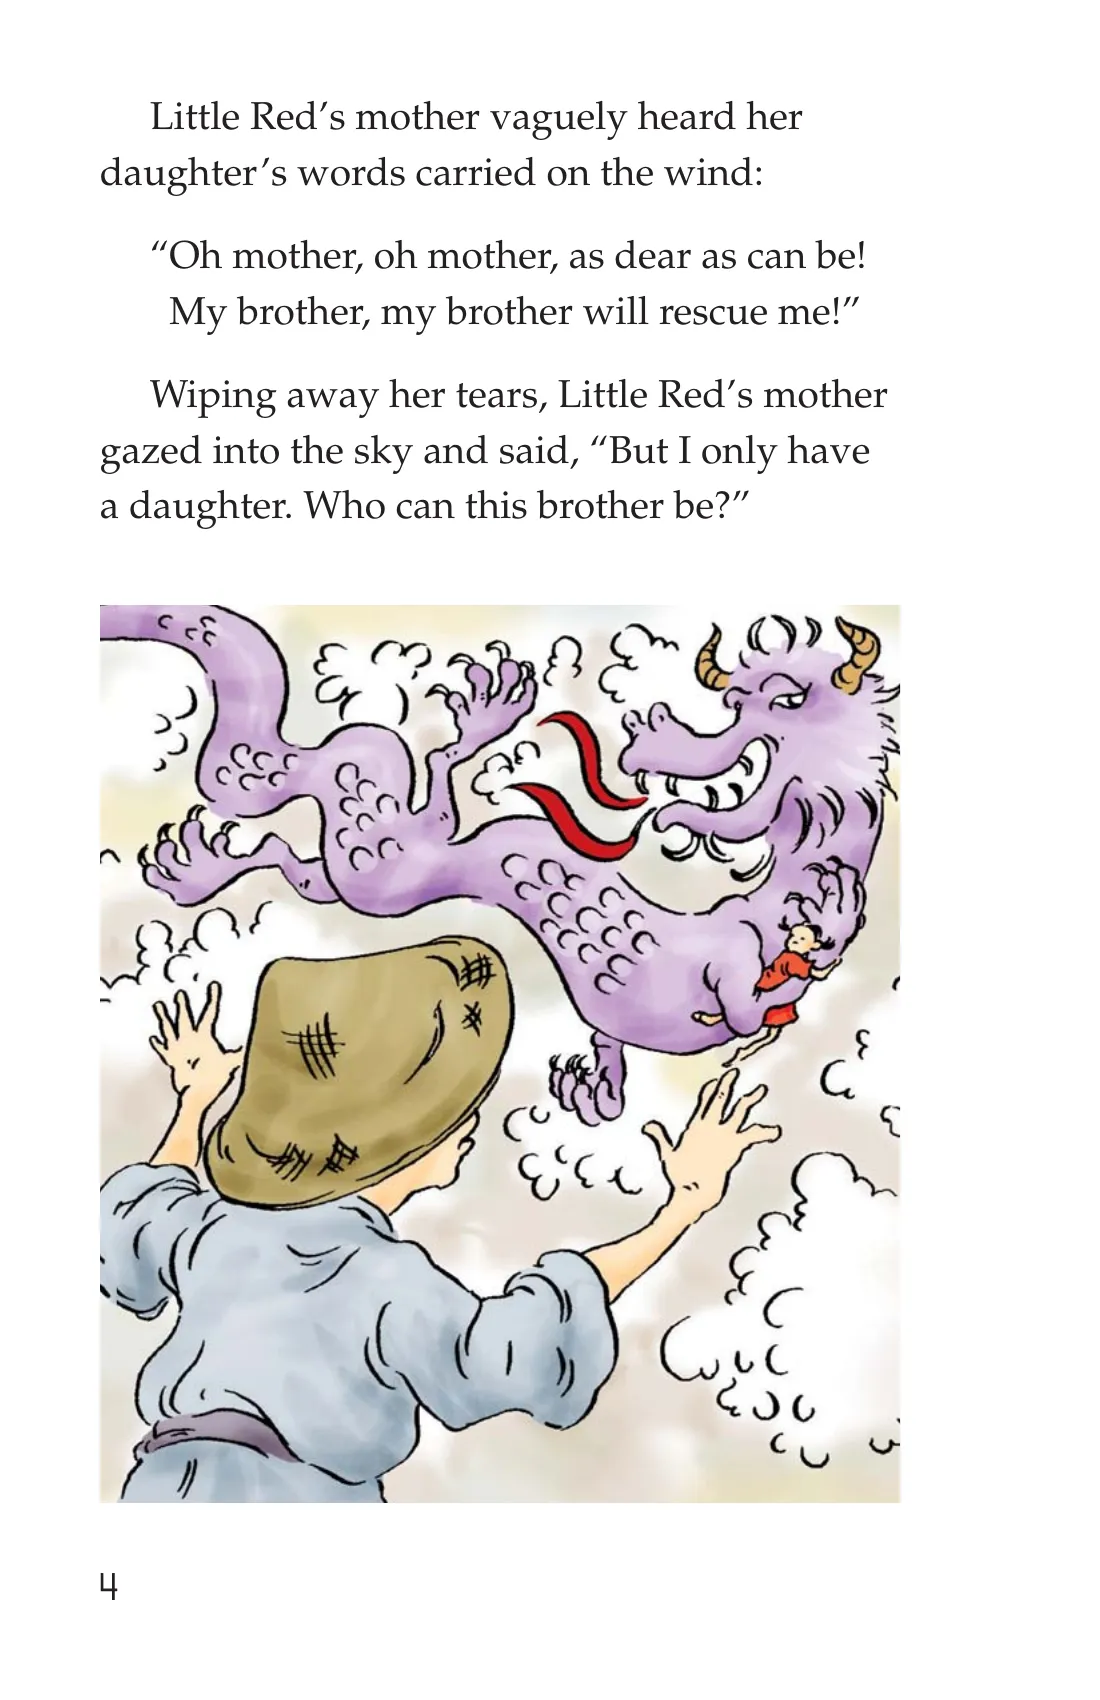 Little Red’s mother vaguely heard her
daughter’s words carried on the wind:
“Oh mother, oh mother, as dear as can be!
My brother, my brother will rescue me!”
Wiping away her tears, Little Red’s mother
gazed into the sky and said, “But I only have
a daughter. Who can this brother be?”
4